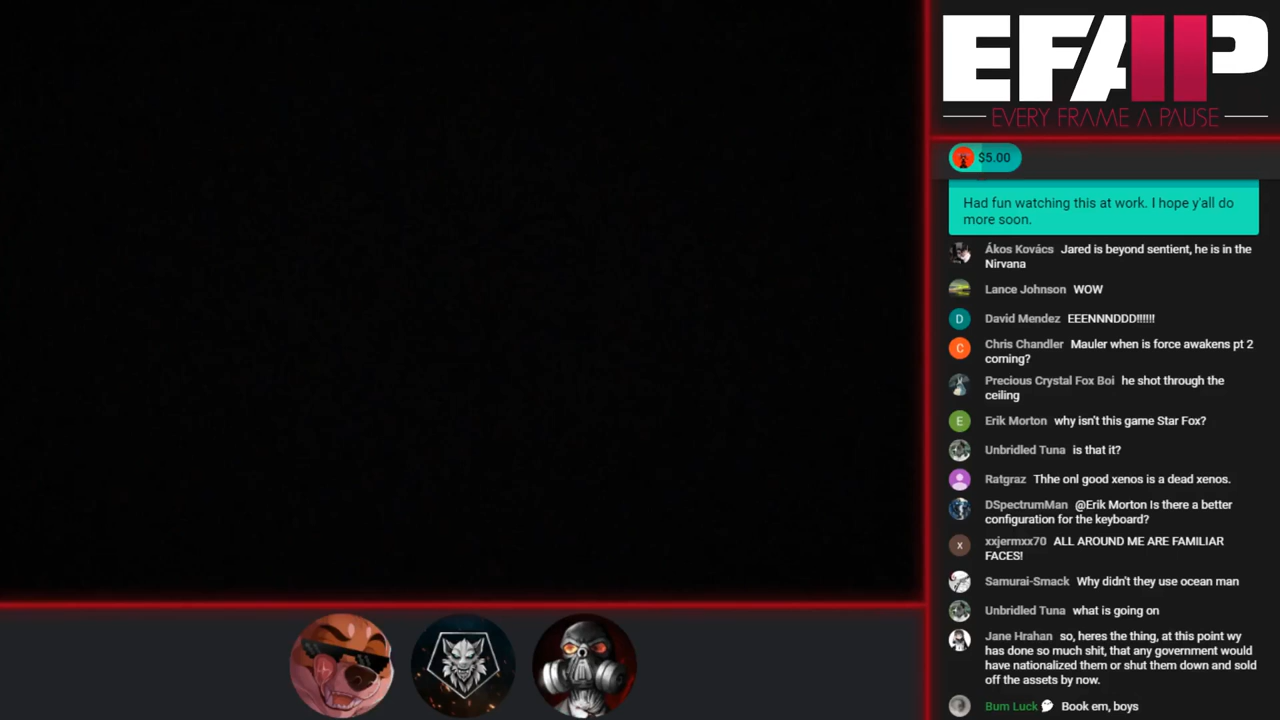 EFAP
EVERY FRAME A PAUSE
$5.00
Had fun watching this at work. I hope y'all do
more soon.
Ákos Kovács Jared is beyond sentient, he is in the
Nirvana
Lance Johnson WOW
D
David Mendez EEENNNDDD!!!!!!
C
Chris Chandler Mauler when is force awakens pt 2
coming?
Precious Crystal Fox Boi he shot through the
ceiling
E
Erik Morton why isn't this game Star Fox?
Unbridled Tuna is that it?
Ratgraz Thhe onl good xenos is a dead xenos.
DSpectrumMan @Erik Morton Is there a better
configuration for the keyboard?
x
xxjermxx70 ALL AROUND ME ARE FAMILIAR
FACES!
Samurai-Smack Why didn't they use ocean man
Unbridled Tuna what is going on
Jane Hrahan so, heres the thing, at this point wy
has done so much shit, that any government would
have nationalized them or shut them down and sold
off the assets by now.
Bum Luck Book em, boys